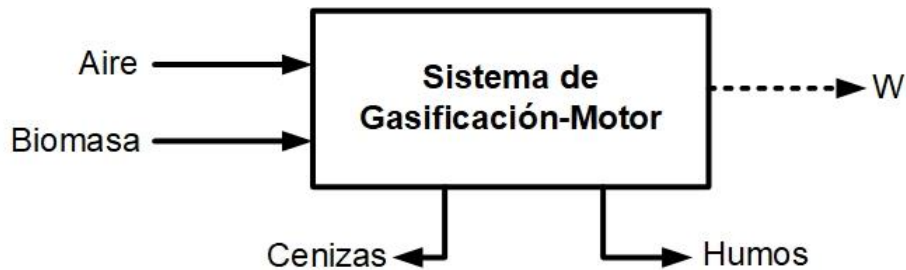 Aire
Biomasa
Sistema de
Gasificación-Motor
W
Cenizas
Humos